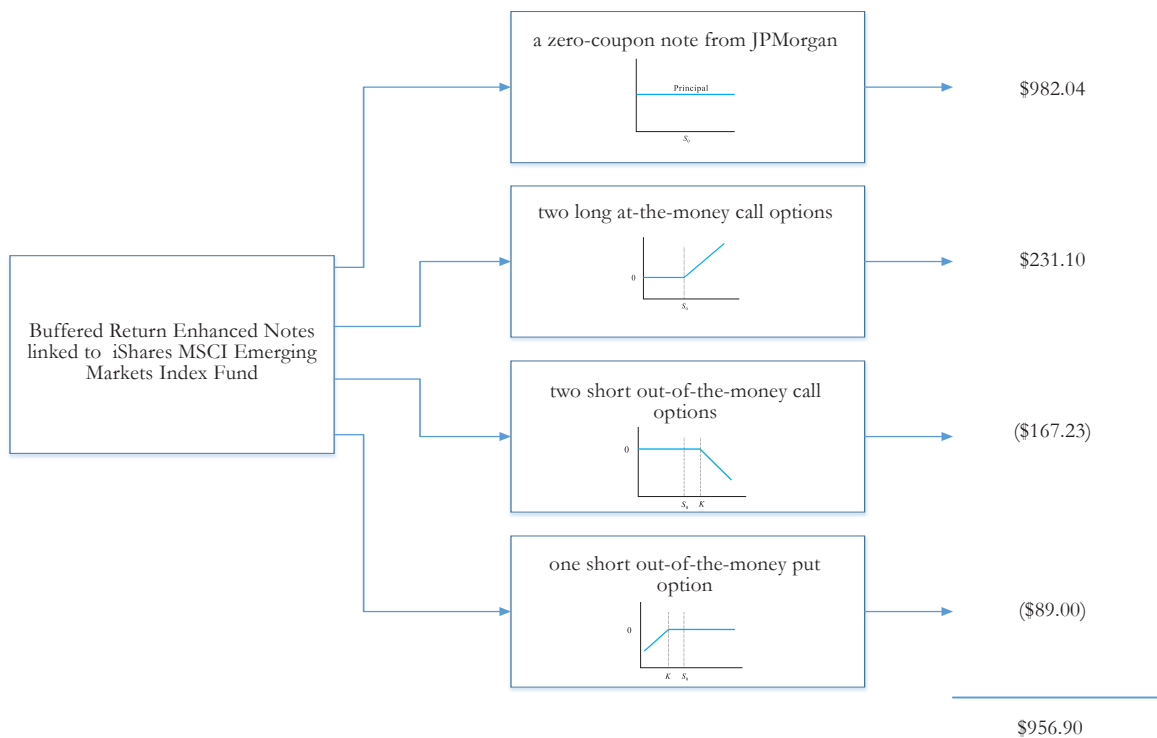 a zero-coupon note from JPMorgan
Principal
S₀
$982.04
two long at-the-money call options
0
S₀
$231.10
Buffered Return Enhanced Notes
linked to iShares MSCI Emerging
Markets Index Fund
two short out-of-the-money call
options
0
S₀ K
($167.23)
one short out-of-the-money put
option
0
K S₀
($89.00)
$956.90